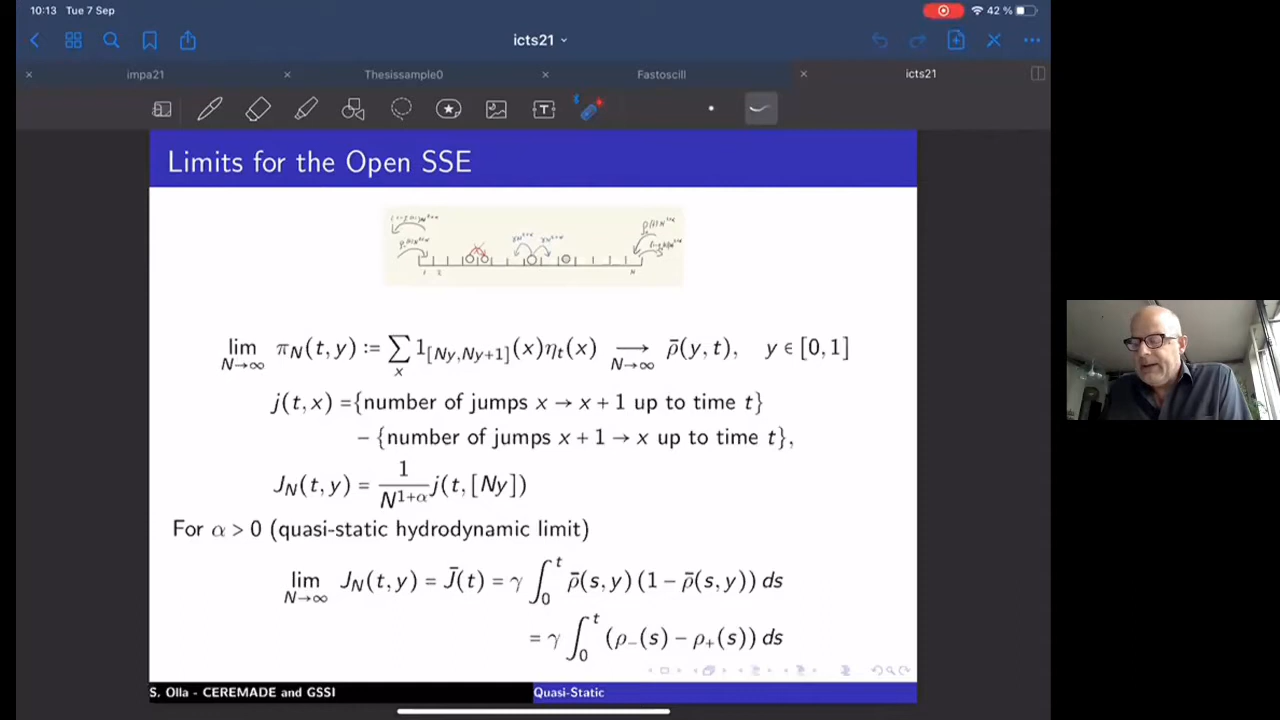 10:13 Tue 7 Sep
42 %
icts21
impa21
Thesissample0
Fastoscill
icts21
Limits for the Open SSE
1 2 N
lim N→∞ π_N(t, y) := ∑_x 1_[Ny,Ny+1](x)η_t(x) ⟶_{N→∞} ρ̄(y, t), y ∈ [0, 1]
j(t, x) ={number of jumps x → x + 1 up to time t}
− {number of jumps x + 1 → x up to time t},
J_N(t, y) = 1/N^{1+α} j(t, [Ny])
For α > 0 (quasi-static hydrodynamic limit)
lim N→∞ J_N(t, y) = J̄(t) = γ ∫_0^t ρ̄(s, y) (1 − ρ̄(s, y)) ds
= γ ∫_0^t (ρ_−(s) − ρ_+(s)) ds
S. Olla - CEREMADE and GSSI
Quasi-Static